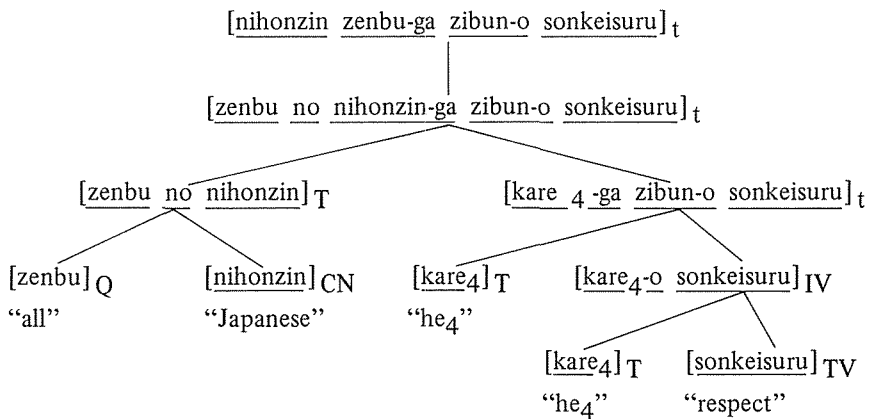 [nihonzin zenbu-ga zibun-o sonkeisuru]t
[zenbu no nihonzin-ga zibun-o sonkeisuru]t
[zenbu no nihonzin]T [kare 4 -ga zibun-o sonkeisuru]t
[zenbu]Q [nihonzin]CN [kare4]T [kare4-o sonkeisuru]IV
"all" "Japanese" "he4"
[kare4]T [sonkeisuru]TV
"he4" "respect"